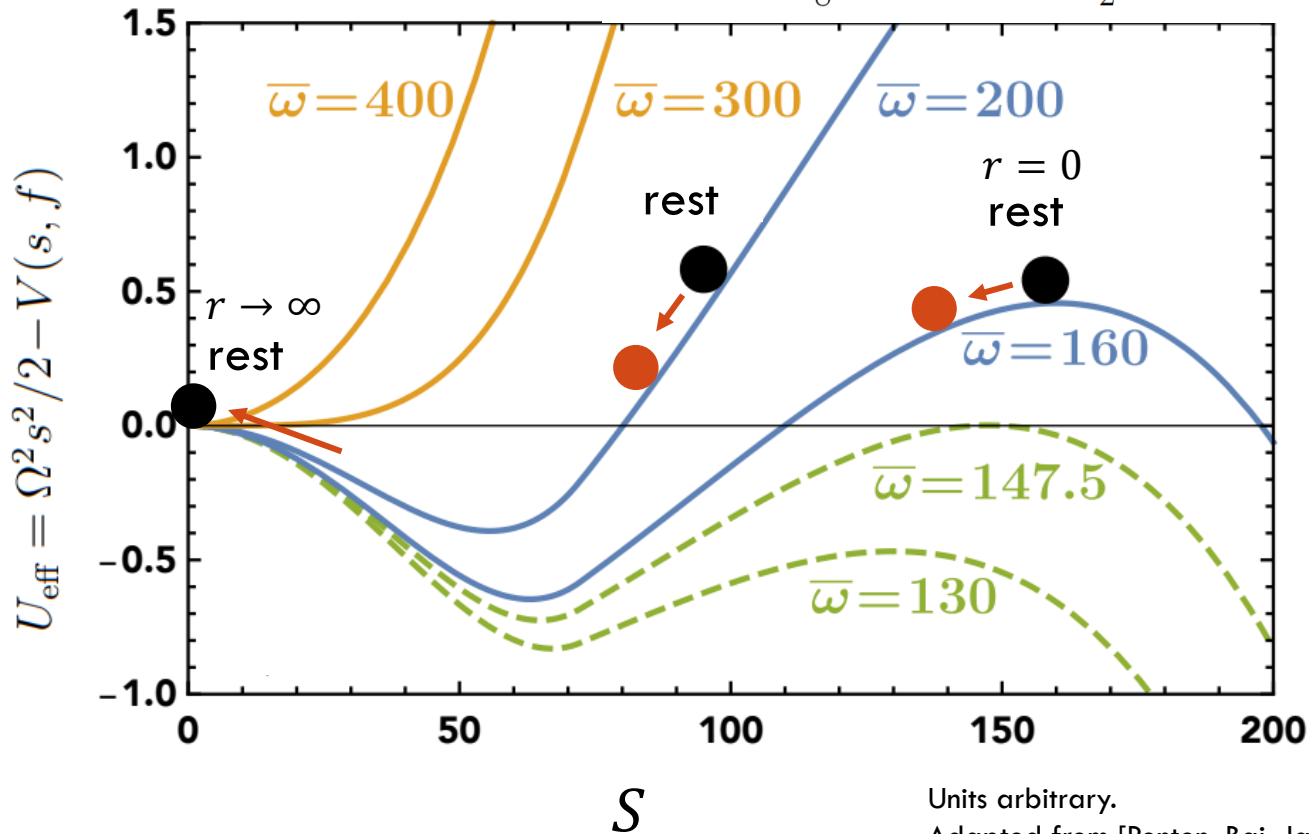 1.5
1.0
0.5
0.0
−0.5
−1.0
U_eff = Ω²s²/2 − V(s, f)
ω̅=400
ω̅=300
ω̅=200
r = 0
rest
rest
r → ∞
rest
ω̅=160
ω̅=147.5
ω̅=130
0
50
100
150
200
S
Units arbitrary.